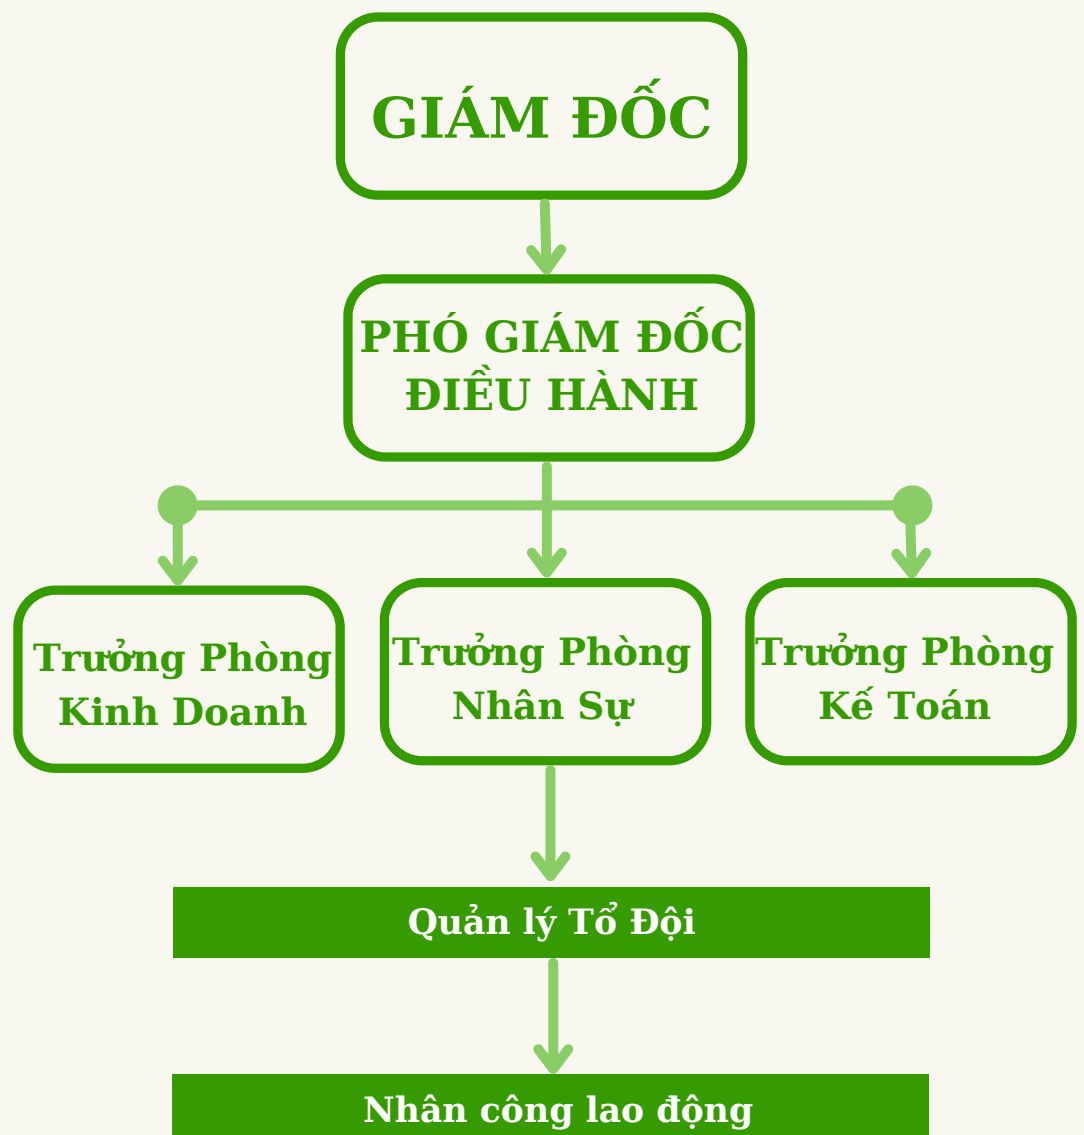 GIÁM ĐỐC
PHÓ GIÁM ĐỐC
ĐIỀU HÀNH
Trưởng Phòng
Kinh Doanh
Trưởng Phòng
Nhân Sự
Trưởng Phòng
Kế Toán
Quản lý Tổ Đội
Nhân công lao động